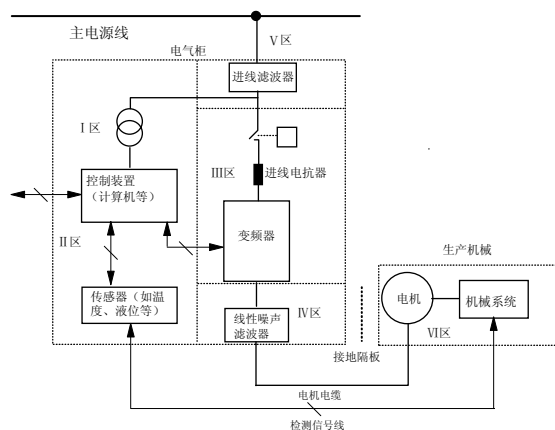 主电源线
V区
电气柜
进线滤波器
I区
III区
进线电抗器
控制装置
（计算机等）
变频器
II区
生产机械
传感器（如温
度、液位等）
线性噪声
滤波器
IV区
电机
机械系统
VI区
接地隔板
电机电缆
检测信号线